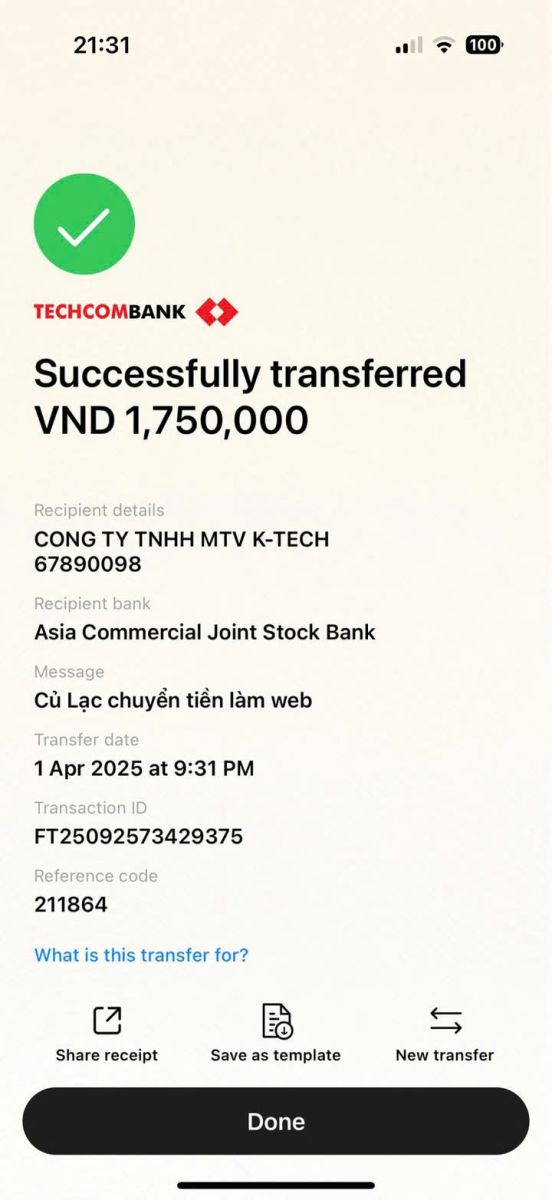 21:31
100
TECHCOMBANK
Successfully transferred
VND 1,750,000
Recipient details
CONG TY TNHH MTV K-TECH
67890098
Recipient bank
Asia Commercial Joint Stock Bank
Message
Củ Lạc chuyển tiền làm web
Transfer date
1 Apr 2025 at 9:31 PM
Transaction ID
FT25092573429375
Reference code
211864
What is this transfer for?
Share receipt
Save as template
New transfer
Done